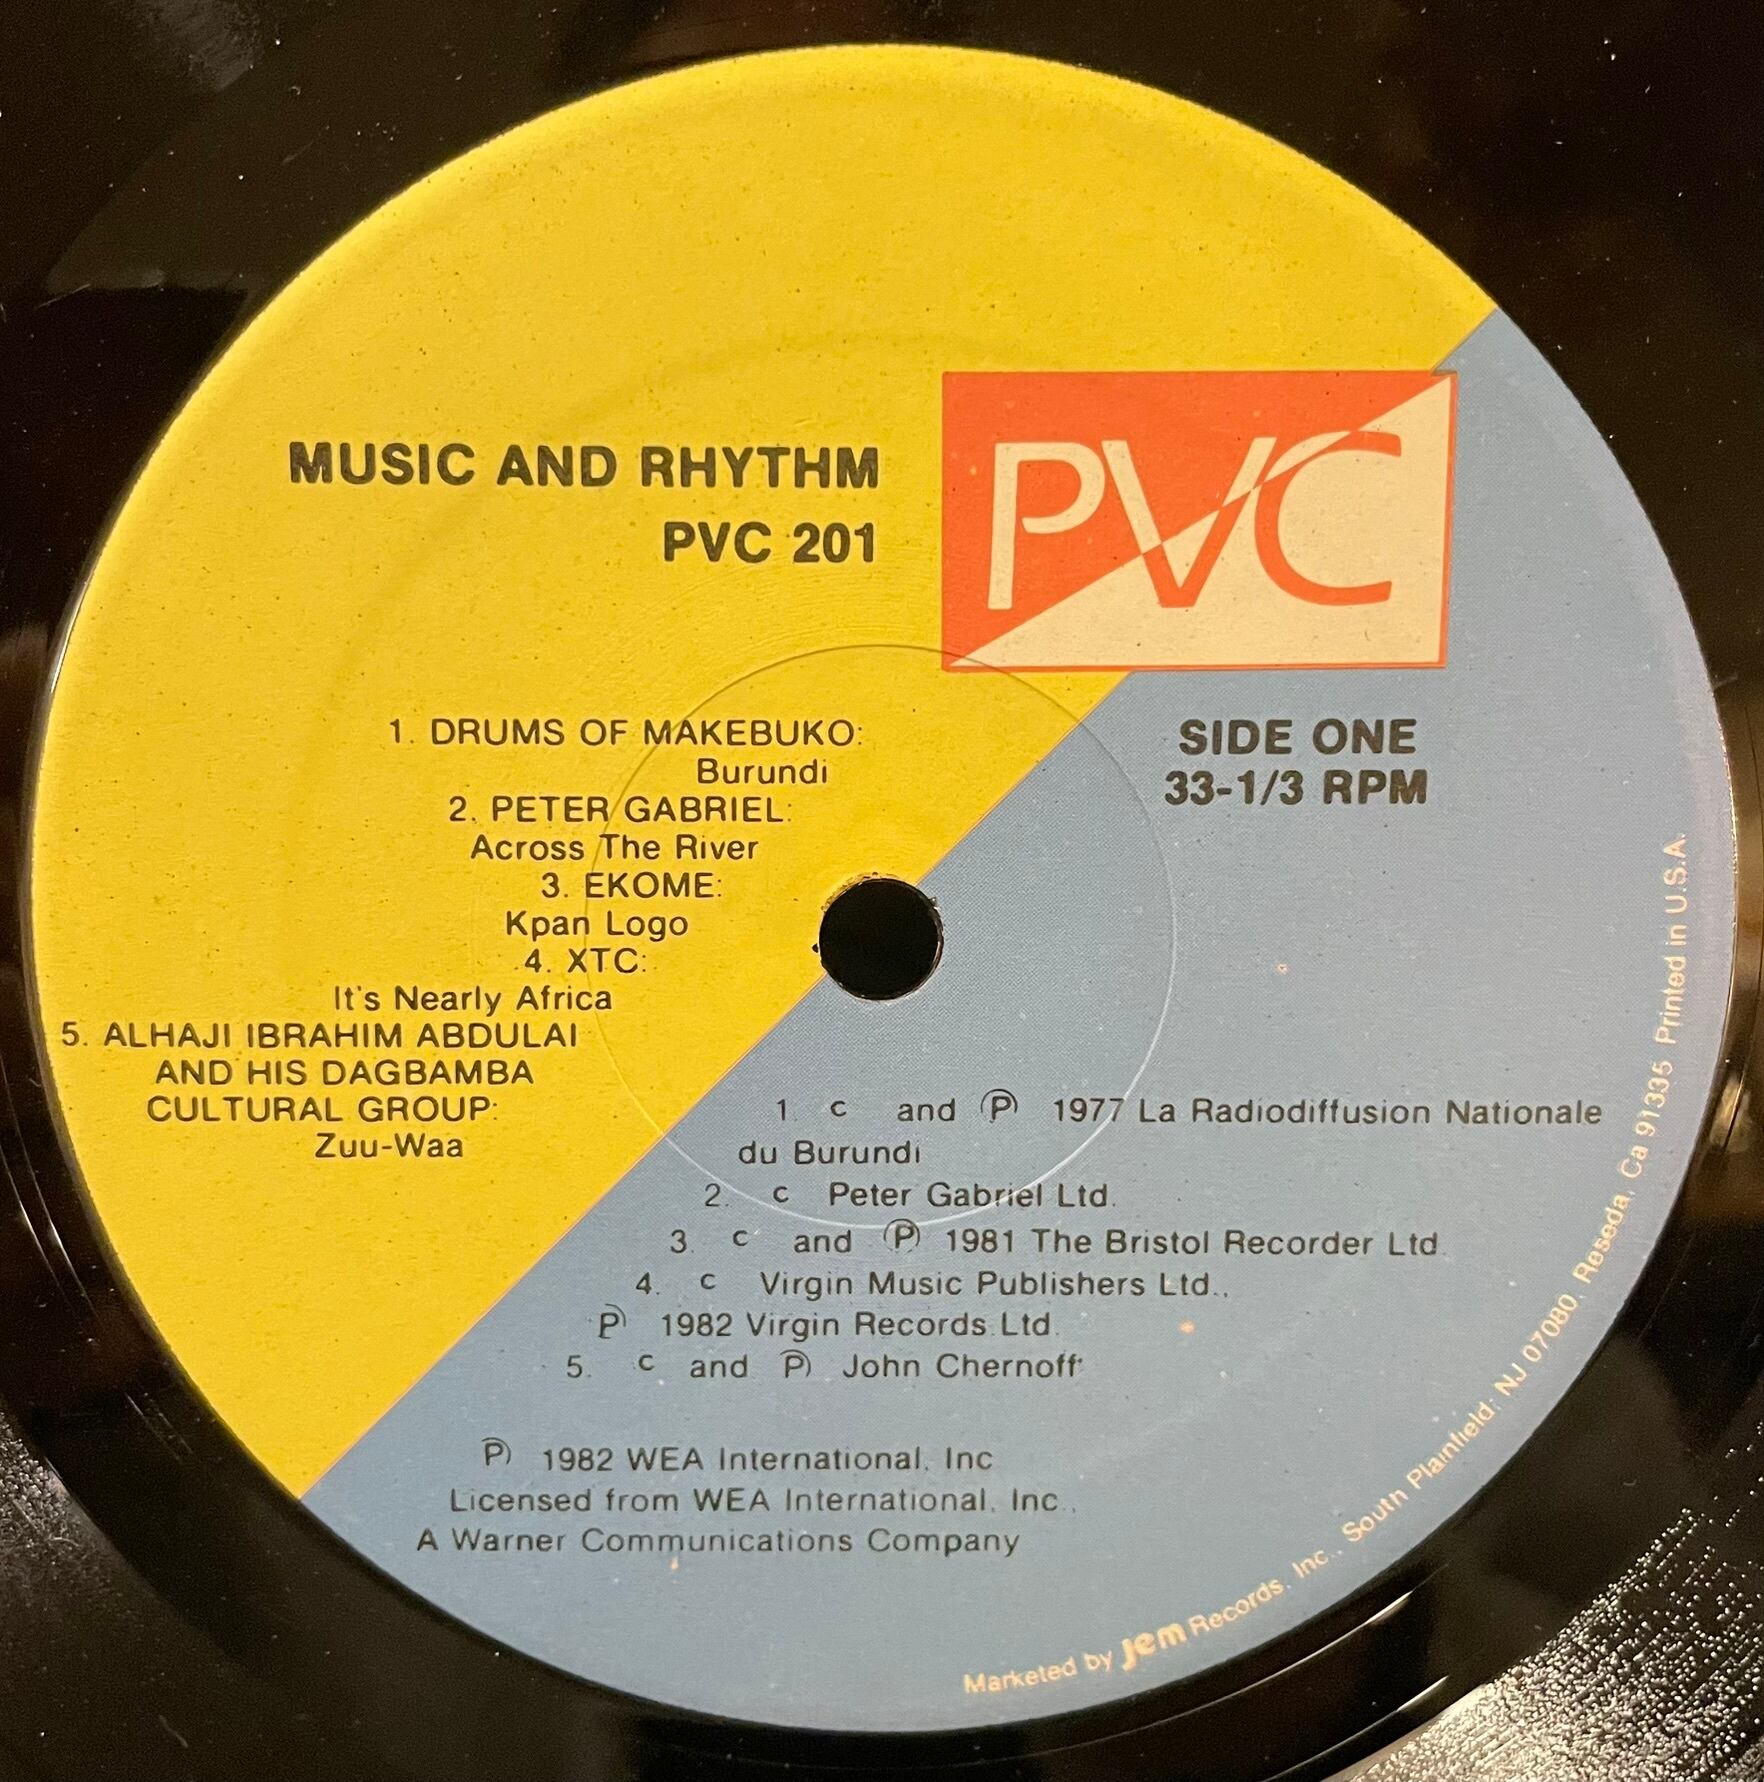 MUSIC AND RHYTHM
PVC 201
PVC
SIDE ONE
33-1/3 RPM
1. DRUMS OF MAKEBUKO:
Burundi
2. PETER GABRIEL:
Across The River
3. EKOME:
Kpan Logo
4. XTC:
It's Nearly Africa
5. ALHAJI IBRAHIM ABDULAI
AND HIS DAGBAMBA
CULTURAL GROUP:
Zuu-Waa
1. c and Ⓟ 1977 La Radiodiffusion Nationale
du Burundi
2. c Peter Gabriel Ltd.
3. c and Ⓟ 1981 The Bristol Recorder Ltd.
4. c Virgin Music Publishers Ltd.,
Ⓟ 1982 Virgin Records Ltd.
5. c and Ⓟ John Chernoff
Ⓟ 1982 WEA International, Inc
Licensed from WEA International, Inc.,
A Warner Communications Company
Marketed by Jem Records, Inc., South Plainfield, NJ 07080, Reseda, Ca 91335 Printed in U.S.A.